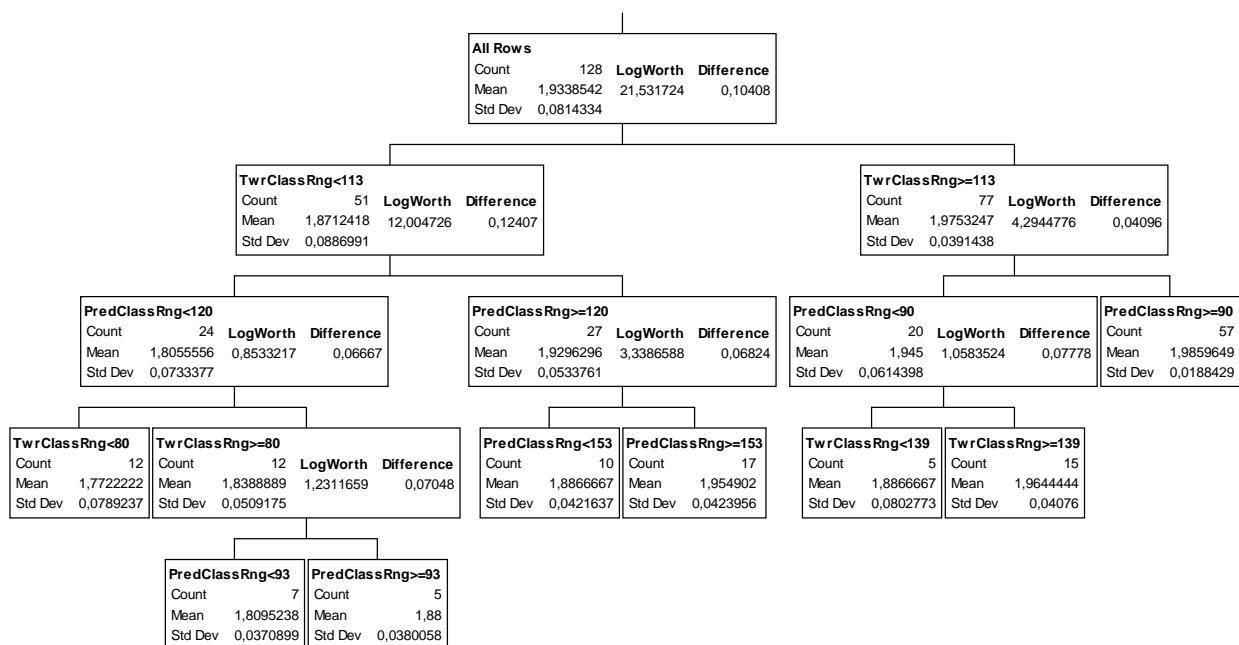 All Rows
Count 128 LogWorth Difference
Mean 1,9338542 21,531724 0,10408
Std Dev 0,0814334
TwrClassRng<113
Count 51 LogWorth Difference
Mean 1,8712418 12,004726 0,12407
Std Dev 0,0886991
TwrClassRng>=113
Count 77 LogWorth Difference
Mean 1,9753247 4,2944776 0,04096
Std Dev 0,0391438
PredClassRng<120
Count 24 LogWorth Difference
Mean 1,8055556 0,8533217 0,06667
Std Dev 0,0733377
PredClassRng>=120
Count 27 LogWorth Difference
Mean 1,9296296 3,3386588 0,06824
Std Dev 0,0533761
PredClassRng<90
Count 20 LogWorth Difference
Mean 1,945 1,0583524 0,07778
Std Dev 0,0614398
PredClassRng>=90
Count 57
Mean 1,9859649
Std Dev 0,0188429
TwrClassRng<80
Count 12
Mean 1,7722222
Std Dev 0,0789237
TwrClassRng>=80
Count 12 LogWorth Difference
Mean 1,8388889 1,2311659 0,07048
Std Dev 0,0509175
PredClassRng<153
Count 10
Mean 1,8866667
Std Dev 0,0421637
PredClassRng>=153
Count 17
Mean 1,954902
Std Dev 0,0423956
TwrClassRng<139
Count 5
Mean 1,8866667
Std Dev 0,0802773
TwrClassRng>=139
Count 15
Mean 1,9644444
Std Dev 0,04076
PredClassRng<93
Count 7
Mean 1,8095238
Std Dev 0,0370899
PredClassRng>=93
Count 5
Mean 1,88
Std Dev 0,0380058